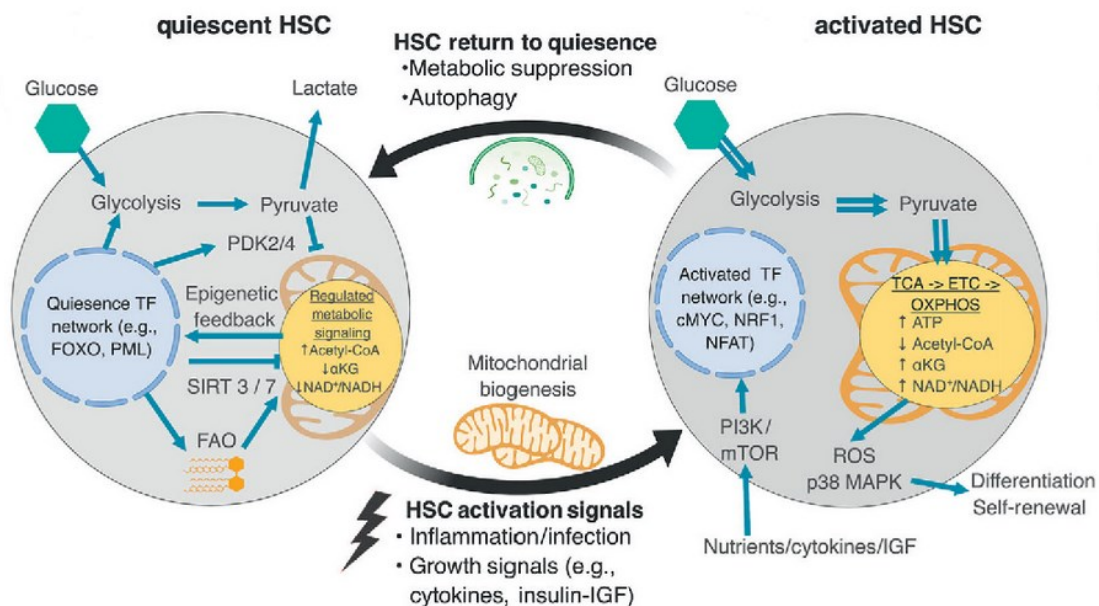 quiescent HSC
Glucose
Lactate
Glycolysis
Pyruvate
PDK2/4
Quiesence TF
network (e.g.,
FOXO, PML)
Epigenetic
feedback
SIRT 3 / 7
FAO
Regulated
metabolic
signaling
↑Acetyl-CoA
↓αKG
↓NAD⁺/NADH
HSC return to quiesence
•Metabolic suppression
•Autophagy
Mitochondrial
biogenesis
HSC activation signals
• Inflammation/infection
• Growth signals (e.g.,
cytokines, insulin-IGF)
activated HSC
Glucose
Glycolysis
Pyruvate
Activated TF
network (e.g.,
cMYC, NRF1,
NFAT)
TCA -> ETC ->
OXPHOS
↑ ATP
↓ Acetyl-CoA
↑ αKG
↑ NAD⁺/NADH
PI3K/
mTOR
ROS
p38 MAPK
Differentiation
Self-renewal
Nutrients/cytokines/IGF